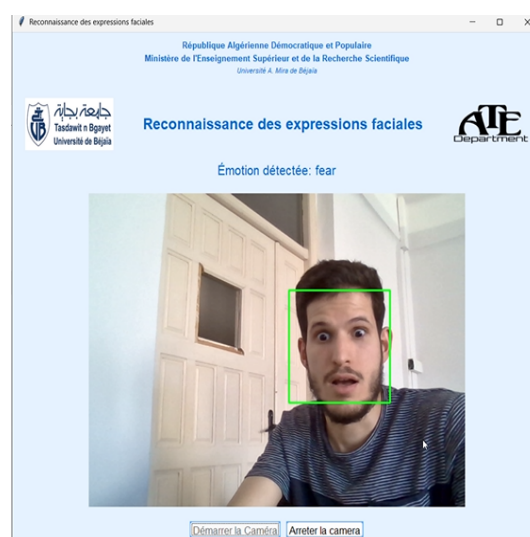 Reconnaissance des expressions faciales
République Algérienne Démocratique et Populaire
Ministère de l'Enseignement Supérieur et de la Recherche Scientifique
Université A. Mira de Béjaïa
جامعة بجاية
Tasdawit n Bgayet
Université de Béjaïa
Reconnaissance des expressions faciales
ATE
Department
Émotion détectée: fear
Démarrer la Caméra
Arreter la camera